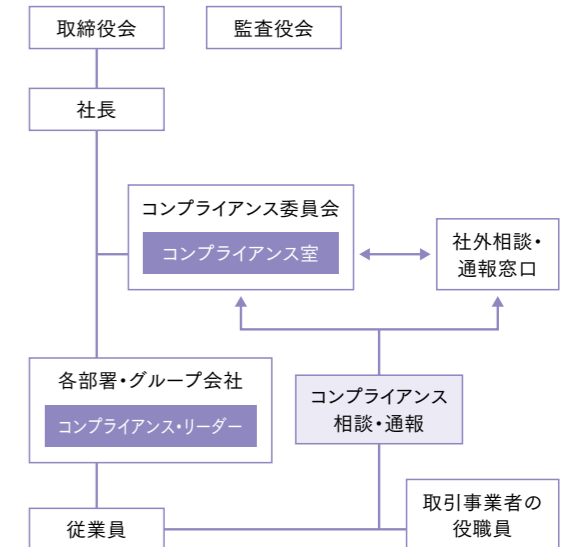 取締役会
監査役会
社長
コンプライアンス委員会
コンプライアンス室
社外相談・
通報窓口
各部署・グループ会社
コンプライアンス・リーダー
コンプライアンス
相談・通報
従業員
取引事業者の
役職員